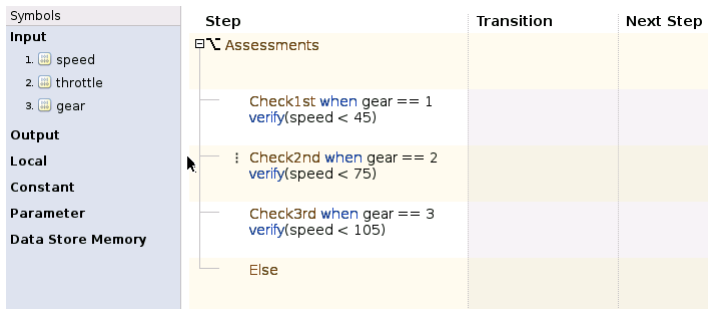 Symbols
Input
1. speed
2. throttle
3. gear
Output
Local
Constant
Parameter
Data Store Memory
Step Transition Next Step
Assessments
Check1st when gear == 1
verify(speed < 45)
Check2nd when gear == 2
verify(speed < 75)
Check3rd when gear == 3
verify(speed < 105)
Else